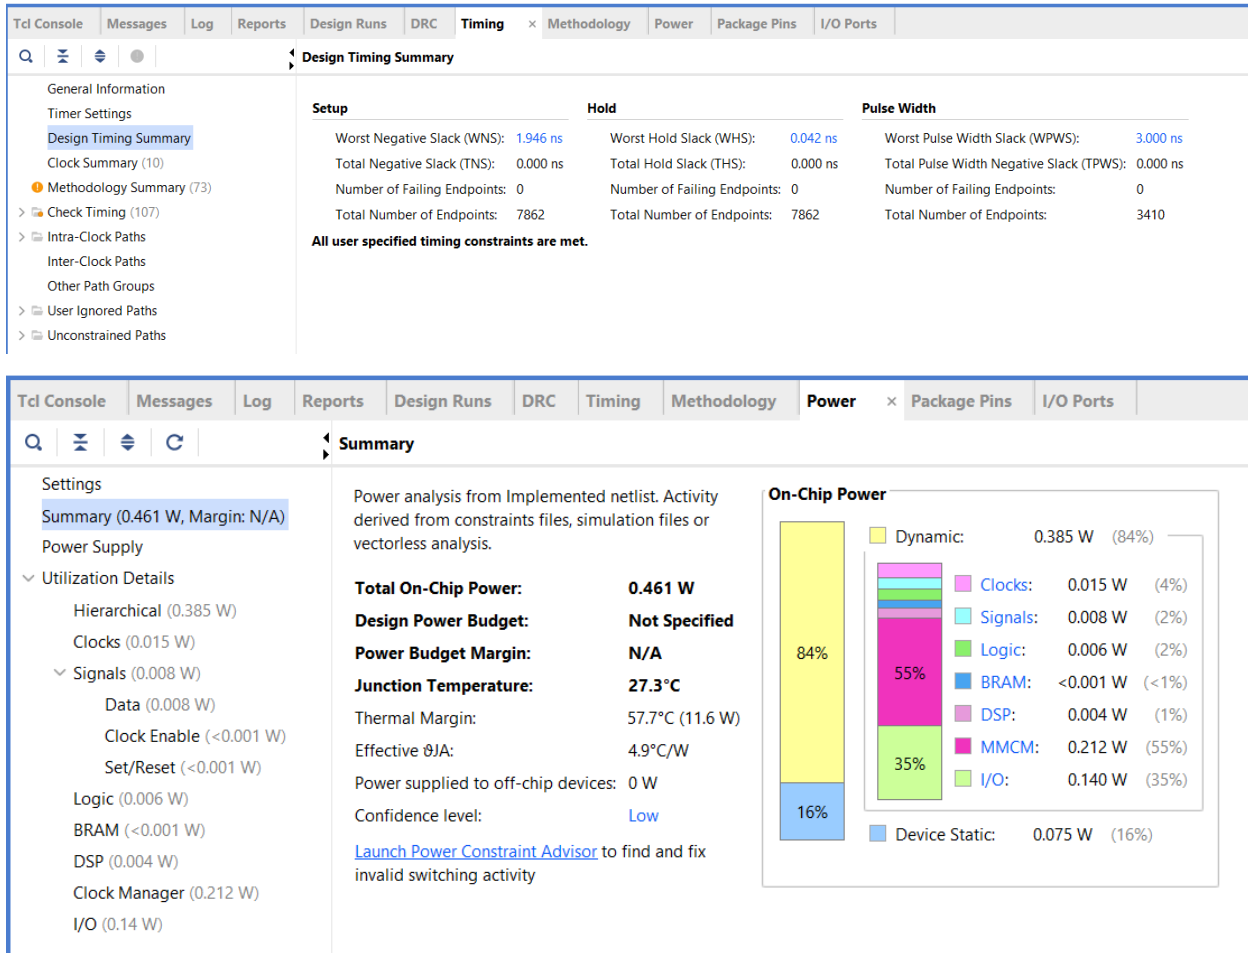 Tcl Console Messages Log Reports Design Runs DRC Timing × Methodology Power Package Pins I/O Ports
Design Timing Summary
General Information
Timer Settings
Design Timing Summary
Clock Summary (10)
Methodology Summary (73)
Check Timing (107)
Intra-Clock Paths
Inter-Clock Paths
Other Path Groups
User Ignored Paths
Unconstrained Paths
Setup Hold Pulse Width
Worst Negative Slack (WNS): 1.946 ns Worst Hold Slack (WHS): 0.042 ns Worst Pulse Width Slack (WPWS): 3.000 ns
Total Negative Slack (TNS): 0.000 ns Total Hold Slack (THS): 0.000 ns Total Pulse Width Negative Slack (TPWS): 0.000 ns
Number of Failing Endpoints: 0 Number of Failing Endpoints: 0 Number of Failing Endpoints: 0
Total Number of Endpoints: 7862 Total Number of Endpoints: 7862 Total Number of Endpoints: 3410
All user specified timing constraints are met.
Tcl Console Messages Log Reports Design Runs DRC Timing Methodology Power × Package Pins I/O Ports
Summary
Settings
Summary (0.461 W, Margin: N/A)
Power Supply
Utilization Details
Hierarchical (0.385 W)
Clocks (0.015 W)
Signals (0.008 W)
Data (0.008 W)
Clock Enable (<0.001 W)
Set/Reset (<0.001 W)
Logic (0.006 W)
BRAM (<0.001 W)
DSP (0.004 W)
Clock Manager (0.212 W)
I/O (0.14 W)
Power analysis from Implemented netlist. Activity
derived from constraints files, simulation files or
vectorless analysis.
Total On-Chip Power: 0.461 W
Design Power Budget: Not Specified
Power Budget Margin: N/A
Junction Temperature: 27.3°C
Thermal Margin: 57.7°C (11.6 W)
Effective ϑJA: 4.9°C/W
Power supplied to off-chip devices: 0 W
Confidence level: Low
Launch Power Constraint Advisor to find and fix
invalid switching activity
On-Chip Power
Dynamic: 0.385 W (84%)
Clocks: 0.015 W (4%)
Signals: 0.008 W (2%)
Logic: 0.006 W (2%)
BRAM: <0.001 W (<1%)
DSP: 0.004 W (1%)
MMCM: 0.212 W (55%)
I/O: 0.140 W (35%)
Device Static: 0.075 W (16%)
84%
16%
55%
35%